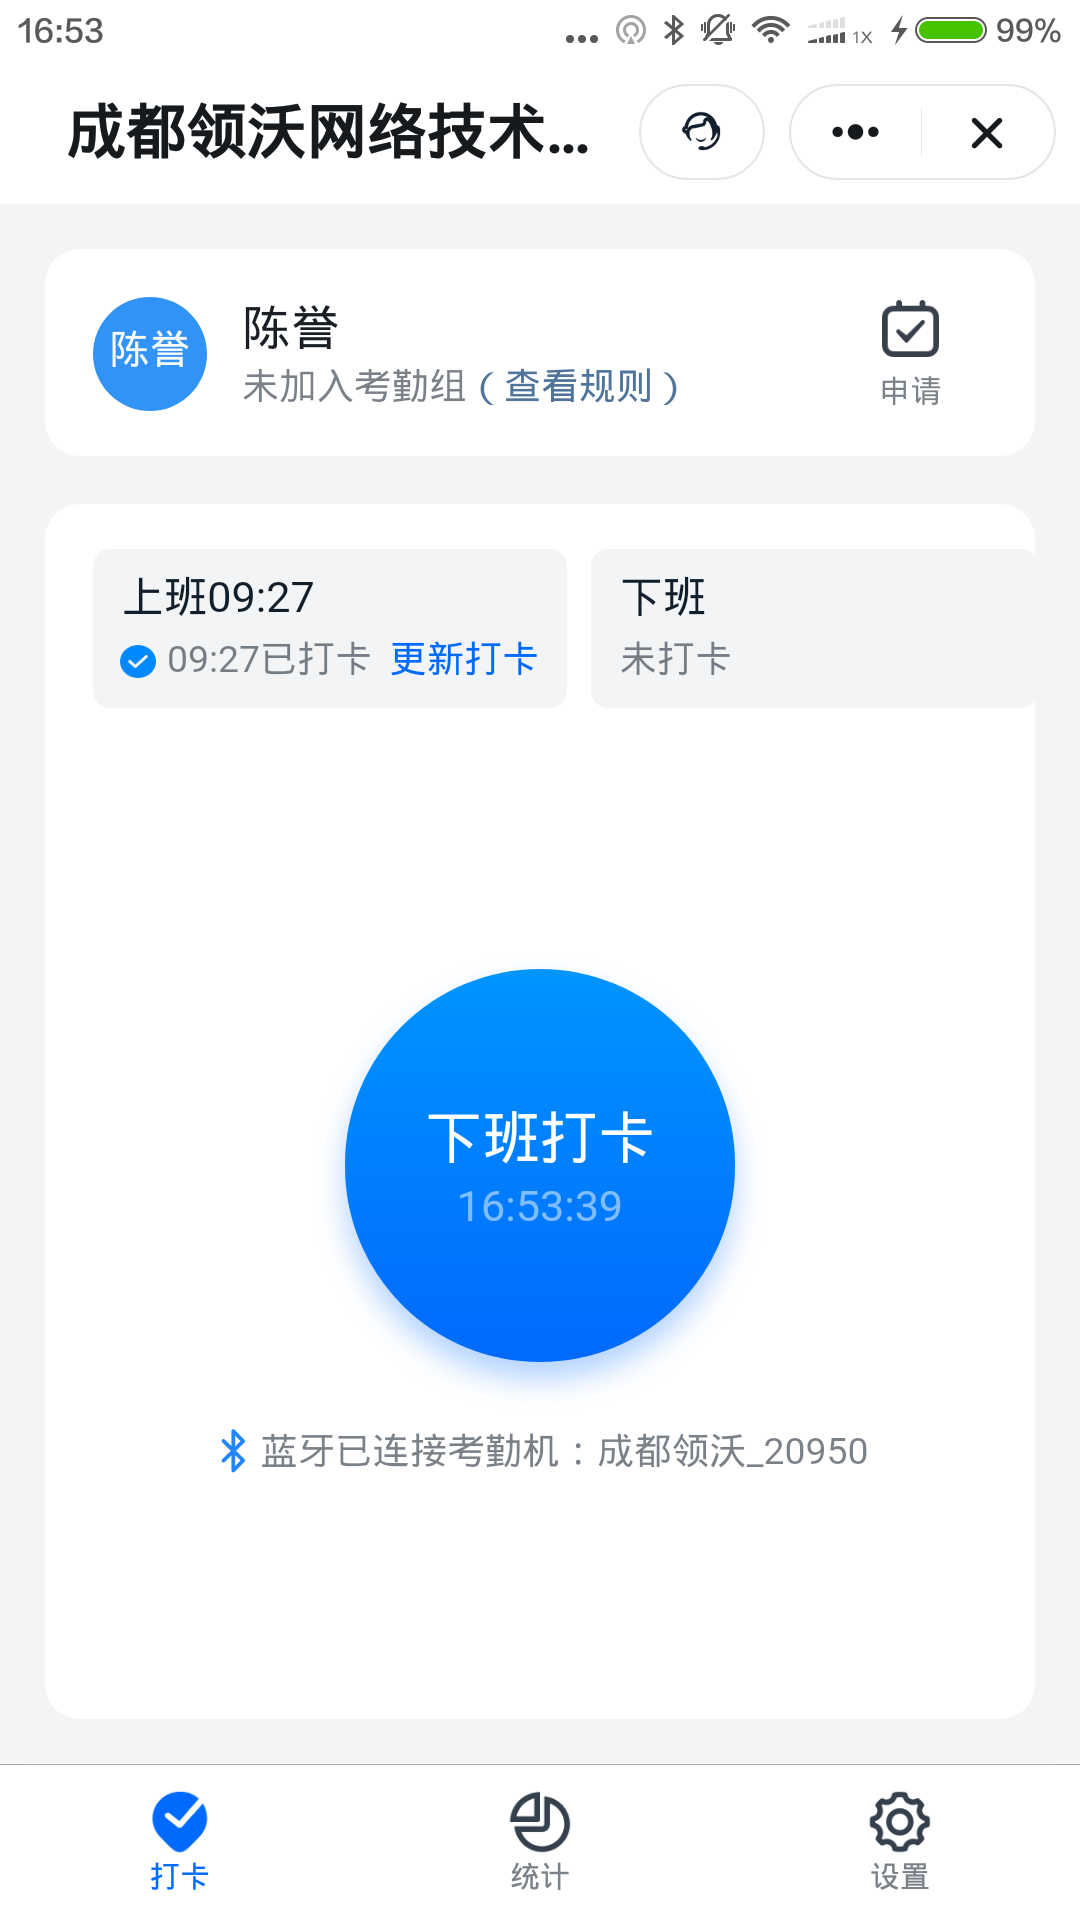 16:53
1X
99%
成都领沃网络技术...
陈誉
陈誉
未加入考勤组（查看规则）
申请
上班09:27
09:27已打卡 更新打卡
下班
未打卡
下班打卡
16:53:39
蓝牙已连接考勤机：成都领沃_20950
打卡
统计
设置